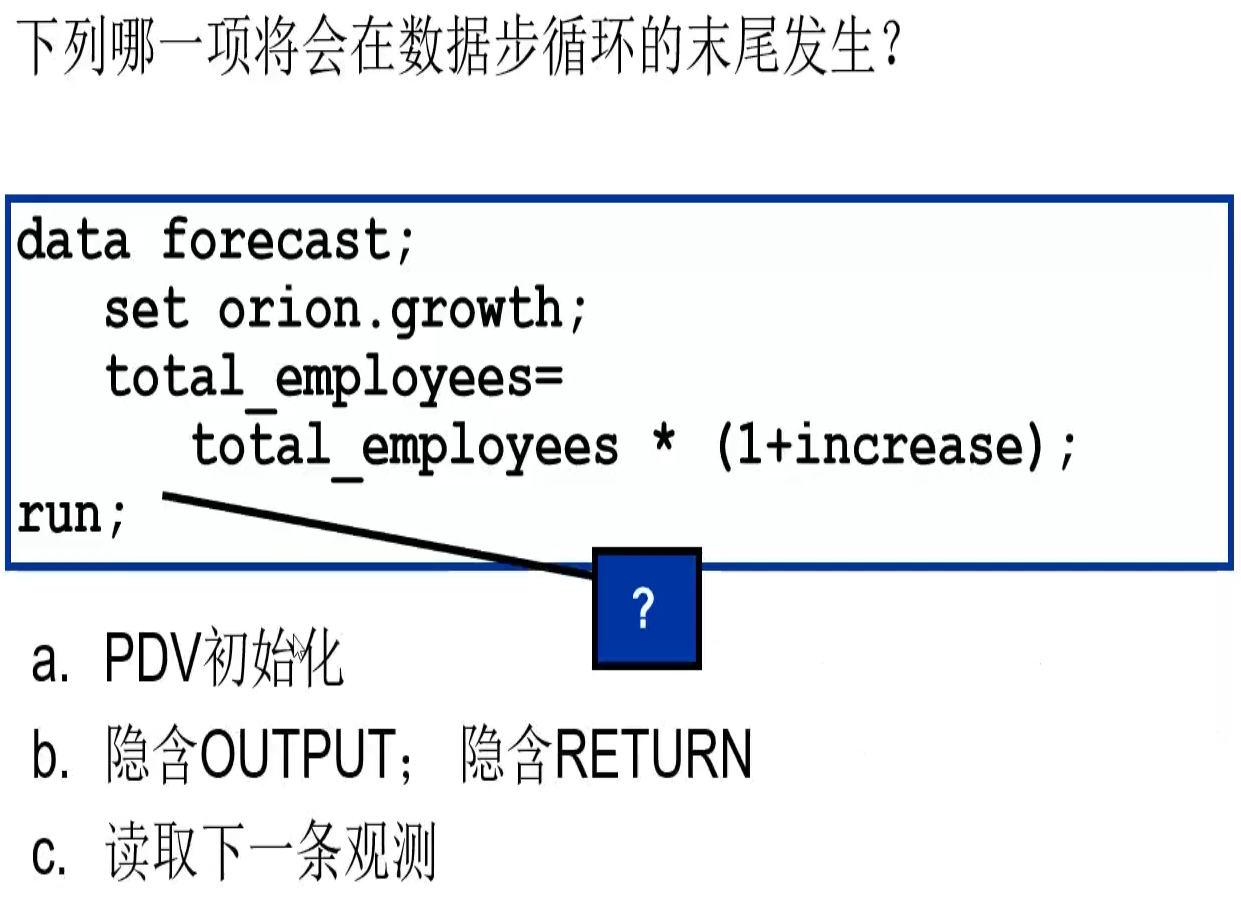 下列哪一项将会在数据步循环的末尾发生？
data forecast;
set orion.growth;
total_employees=
total_employees * (1+increase);
run;
?
a. PDV初始化
b. 隐含OUTPUT; 隐含RETURN
c. 读取下一条观测